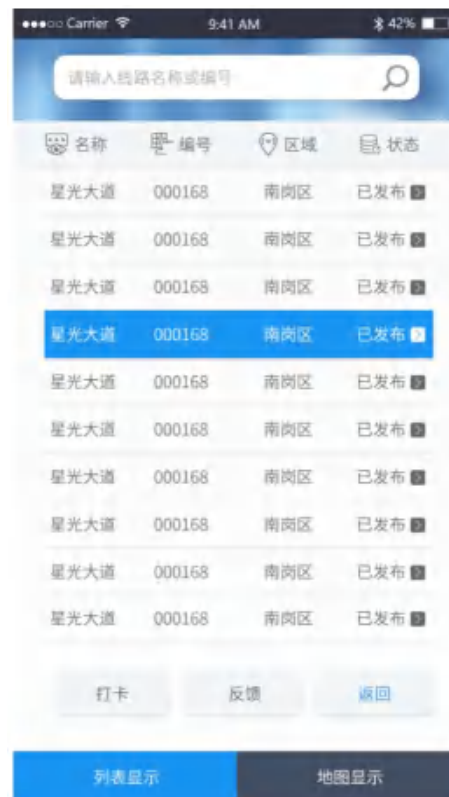 Carrier 9:41 AM 42%
请输入线路名称或编号
名称 编号 区域 状态
星光大道 000168 南岗区 已发布
星光大道 000168 南岗区 已发布
星光大道 000168 南岗区 已发布
星光大道 000168 南岗区 已发布
星光大道 000168 南岗区 已发布
星光大道 000168 南岗区 已发布
星光大道 000168 南岗区 已发布
星光大道 000168 南岗区 已发布
星光大道 000168 南岗区 已发布
星光大道 000168 南岗区 已发布
打卡 反馈 返回
列表显示 地图显示